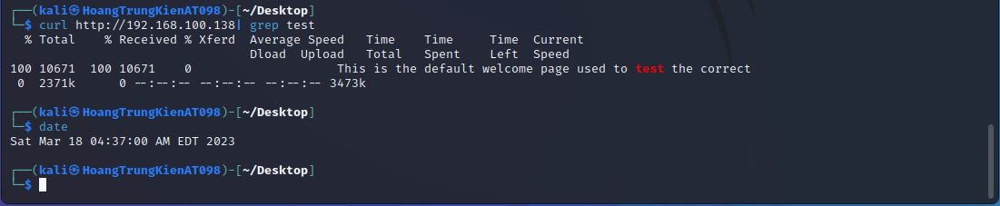 ┌──(kali㉿HoangTrungKienAT098)-[~/Desktop]
└─$ curl http://192.168.100.138| grep test
  % Total    % Received % Xferd  Average Speed   Time    Time     Time  Current
                                 Dload  Upload   Total   Spent    Left  Speed
100 10671  100 10671    0                    This is the default welcome page used to test the correct
 0  2371k      0 --:--:-- --:--:-- --:--:-- 3473k
┌──(kali㉿HoangTrungKienAT098)-[~/Desktop]
└─$ date
Sat Mar 18 04:37:00 AM EDT 2023
┌──(kali㉿HoangTrungKienAT098)-[~/Desktop]
└─$